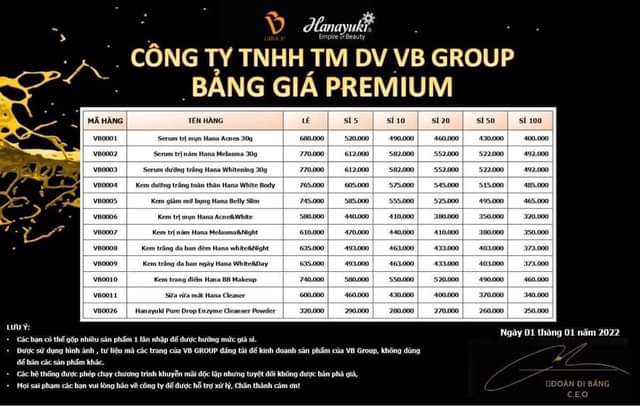 B
GROUP
Hanayuki
Empire of Beauty
CÔNG TY TNHH TM DV VB GROUP
BẢNG GIÁ PREMIUM
MÃ HÀNG TÊN HÀNG LẺ SỈ 5 SỈ 10 SỈ 20 SỈ 50 SỈ 100
VB0001 Serum trị mụn Hana Acnes 30g 680.000 520.000 490.000 460.000 430.000 400.000
VB0002 Serum trị nám Hana Melasma 30g 770.000 612.000 582.000 552.000 522.000 492.000
VB0003 Serum dưỡng trắng Hana Whitening 30g 770.000 612.000 582.000 552.000 522.000 492.000
VB0004 Kem dưỡng trắng toàn thân Hana White Body 765.000 605.000 575.000 545.000 515.000 485.000
VB0005 Kem giảm mỡ bụng Hana Belly Slim 745.000 585.000 555.000 525.000 495.000 465.000
VB0006 Kem trị mụn Hana Acne&White 580.000 440.000 410.000 380.000 350.000 320.000
VB0007 Kem trị nám Hana Melasma&Night 610.000 470.000 440.000 410.000 380.000 350.000
VB0008 Kem trắng da ban đêm Hana white&Night 635.000 493.000 463.000 433.000 403.000 373.000
VB0009 Kem trắng da ban ngày Hana White&Day 635.000 493.000 463.000 433.000 403.000 373.000
VB0010 Kem trang điểm Hana BB Makeup 740.000 580.000 550.000 520.000 490.000 460.000
VB0011 Sữa rửa mặt Hana Cleaner 600.000 460.000 430.000 400.000 370.000 340.000
VB0026 Hanayuki Pure Drop Enzyme Cleanser Powder 320.000 290.000 280.000 270.000 260.000 250.000
LƯU Ý:
• Các bạn có thể gộp nhiều sản phẩm 1 lần nhập để được hưởng mức giá sỉ.
• Được sử dụng hình ảnh , tư liệu mà các trang của VB GROUP đăng tải để kinh doanh sản phẩm của VB Group, không dùng
để bán các sản phẩm khác.
• Các hệ thống được phép chạy chương trình khuyến mãi độc lập nhưng tuyệt đối không được bán phá giá,
• Mọi sai phạm các bạn vui lòng báo về công ty để được hỗ trợ xử lý, Chân thành cảm ơn!
Ngày 01 tháng 01 năm 2022
ĐOÀN DI BĂNG
C.E.O